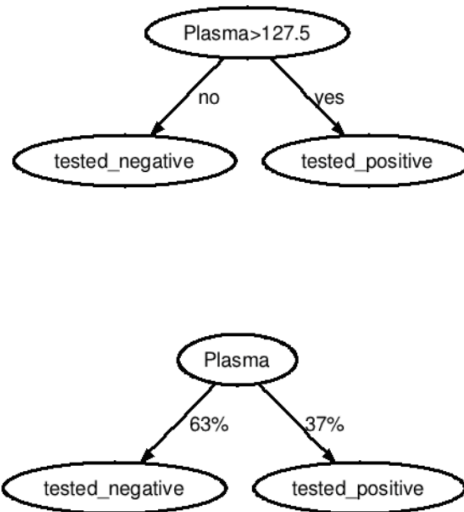 Plasma>127.5
no yes
tested_negative tested_positive
Plasma
63% 37%
tested_negative tested_positive